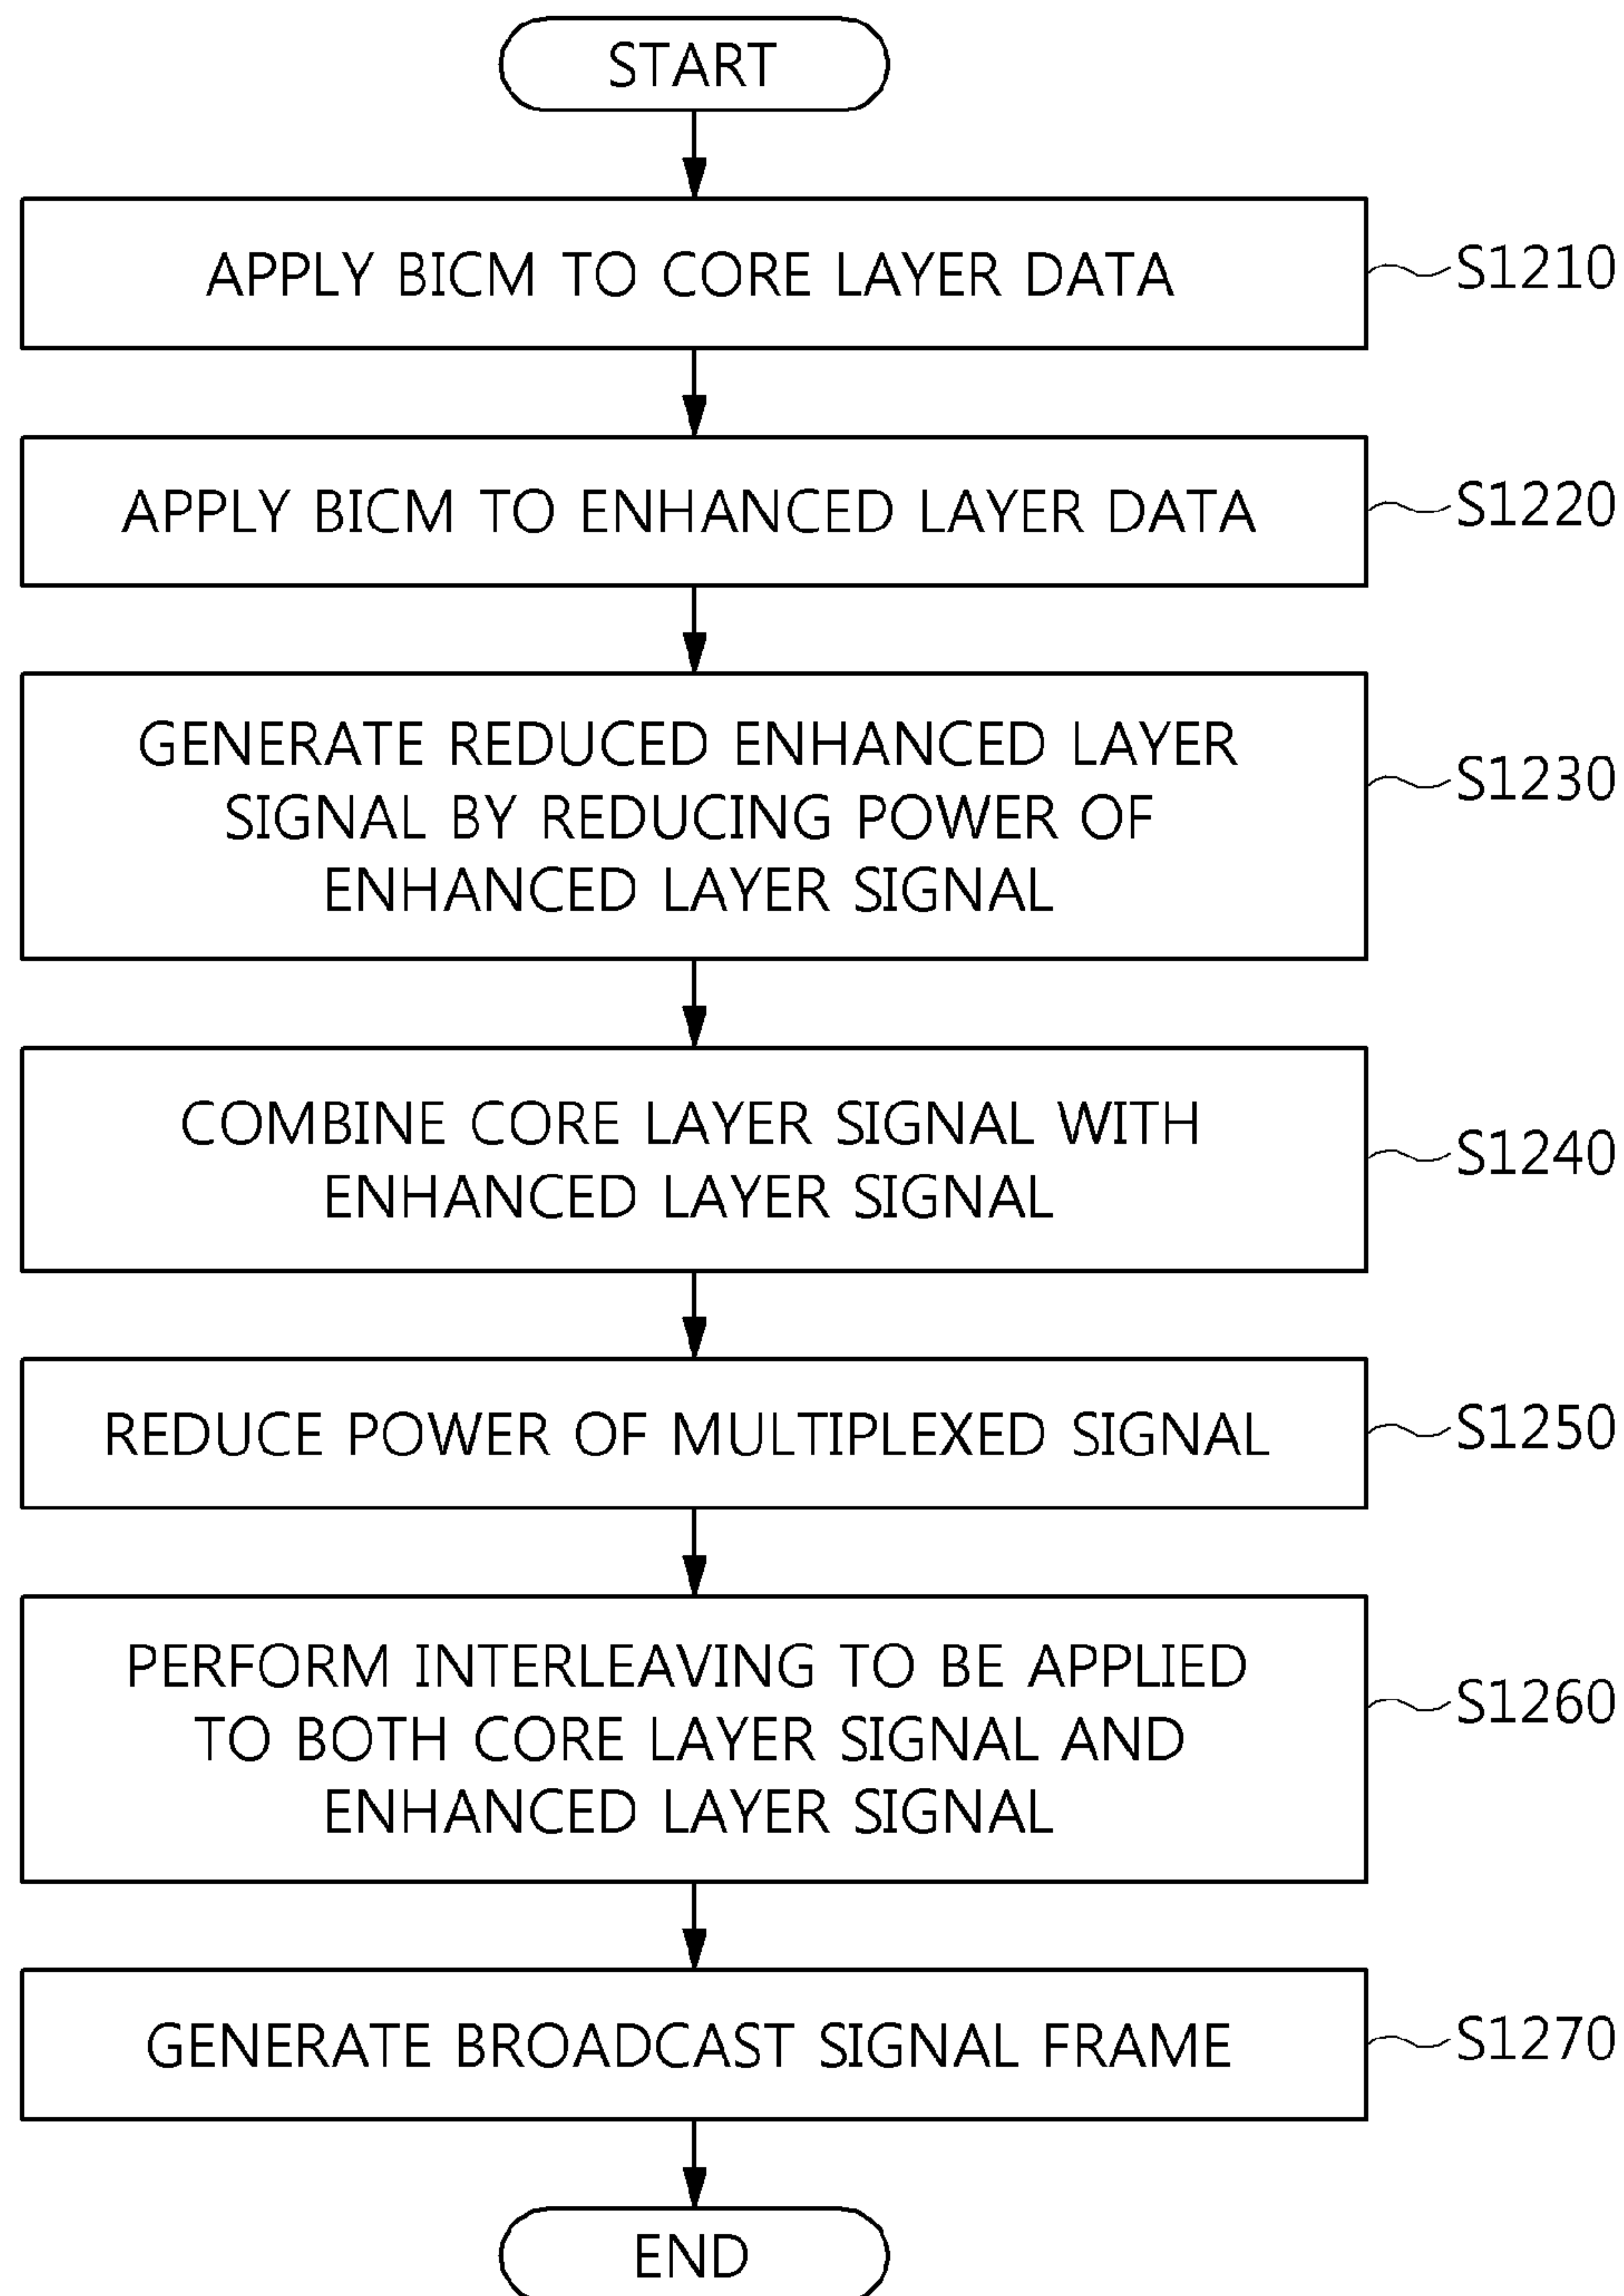 START
APPLY BICM TO CORE LAYER DATA
S1210
APPLY BICM TO ENHANCED LAYER DATA
S1220
GENERATE REDUCED ENHANCED LAYER
SIGNAL BY REDUCING POWER OF
ENHANCED LAYER SIGNAL
S1230
COMBINE CORE LAYER SIGNAL WITH
ENHANCED LAYER SIGNAL
S1240
REDUCE POWER OF MULTIPLEXED SIGNAL
S1250
PERFORM INTERLEAVING TO BE APPLIED
TO BOTH CORE LAYER SIGNAL AND
ENHANCED LAYER SIGNAL
S1260
GENERATE BROADCAST SIGNAL FRAME
S1270
END